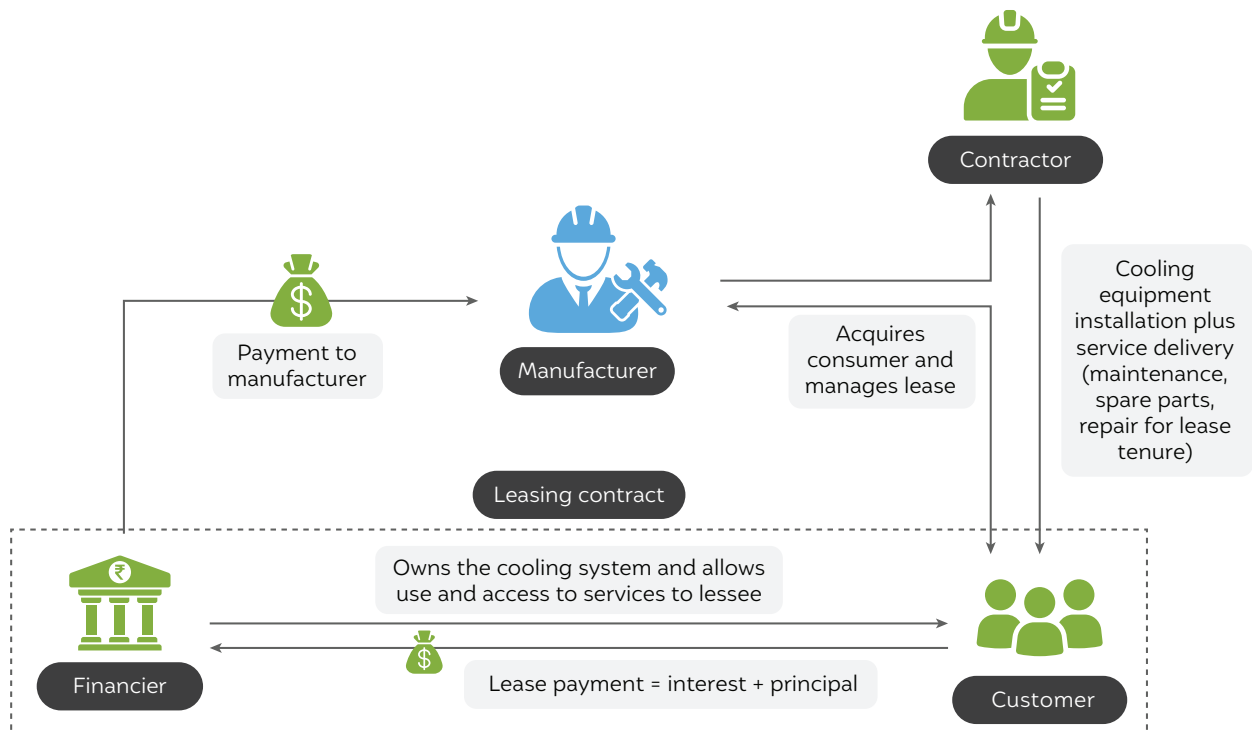 Contractor
Cooling
equipment
installation plus
service delivery
(maintenance,
spare parts,
repair for lease
tenure)
$
Payment to
manufacturer
Manufacturer
Acquires
consumer and
manages lease
Leasing contract
₹
Financier
Owns the cooling system and allows
use and access to services to lessee
$
Lease payment = interest + principal
Customer